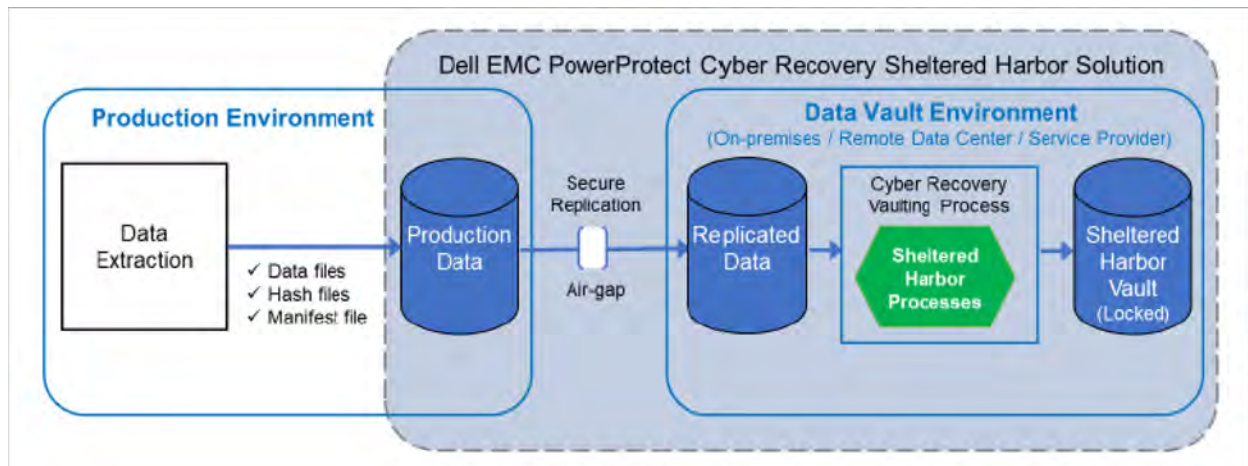 Dell EMC PowerProtect Cyber Recovery Sheltered Harbor Solution
Production Environment
Data
Extraction
✓ Data files
✓ Hash files
✓ Manifest file
Production
Data
Secure
Replication
Air-gap
Data Vault Environment
(On-premises / Remote Data Center / Service Provider)
Replicated
Data
Cyber Recovery
Vaulting Process
Sheltered
Harbor
Processes
Sheltered
Harbor
Vault
(Locked)